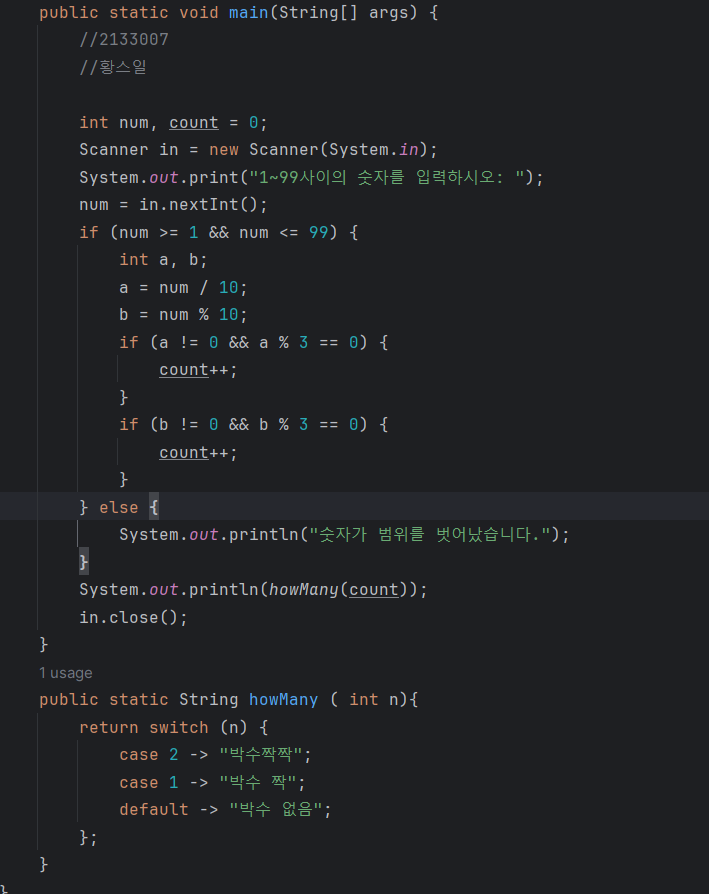 public static void main(String[] args) {
//2133007
//황스일
int num, count = 0;
Scanner in = new Scanner(System.in);
System.out.print("1~99사이의 숫자를 입력하시오: ");
num = in.nextInt();
if (num >= 1 && num <= 99) {
int a, b;
a = num / 10;
b = num % 10;
if (a != 0 && a % 3 == 0) {
count++;
}
if (b != 0 && b % 3 == 0) {
count++;
}
} else {
System.out.println("숫자가 범위를 벗어났습니다.");
}
System.out.println(howMany(count));
in.close();
}
1 usage
public static String howMany ( int n){
return switch (n) {
case 2 -> "박수짝짝";
case 1 -> "박수 짝";
default -> "박수 없음";
};
}
}